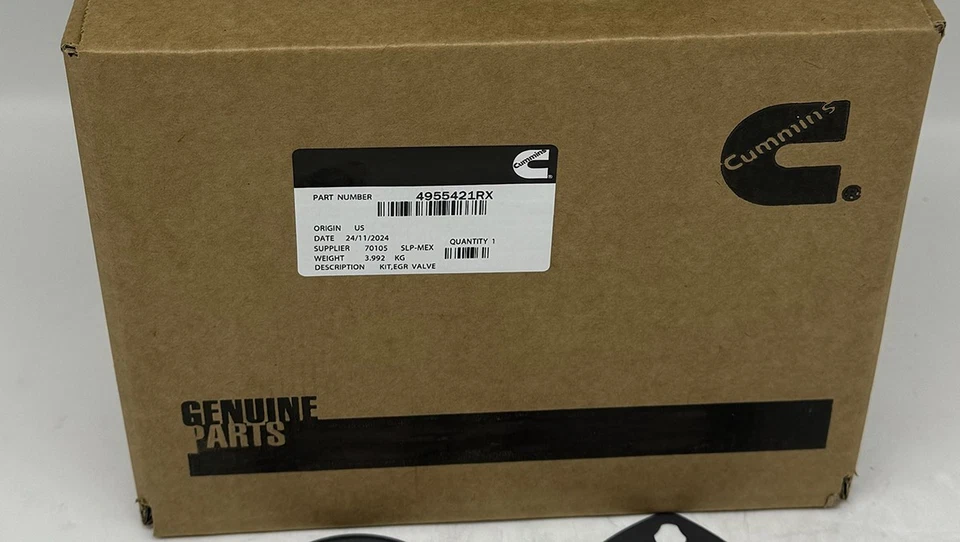 Cummins
Cummins
®
PART NUMBER 4955421RX
ORIGIN US
DATE 24/11/2024
SUPPLIER 70105 SLP-MEX
QUANTITY 1
WEIGHT 3.992 KG
DESCRIPTION KIT,EGR VALVE
GENUINE
PARTS